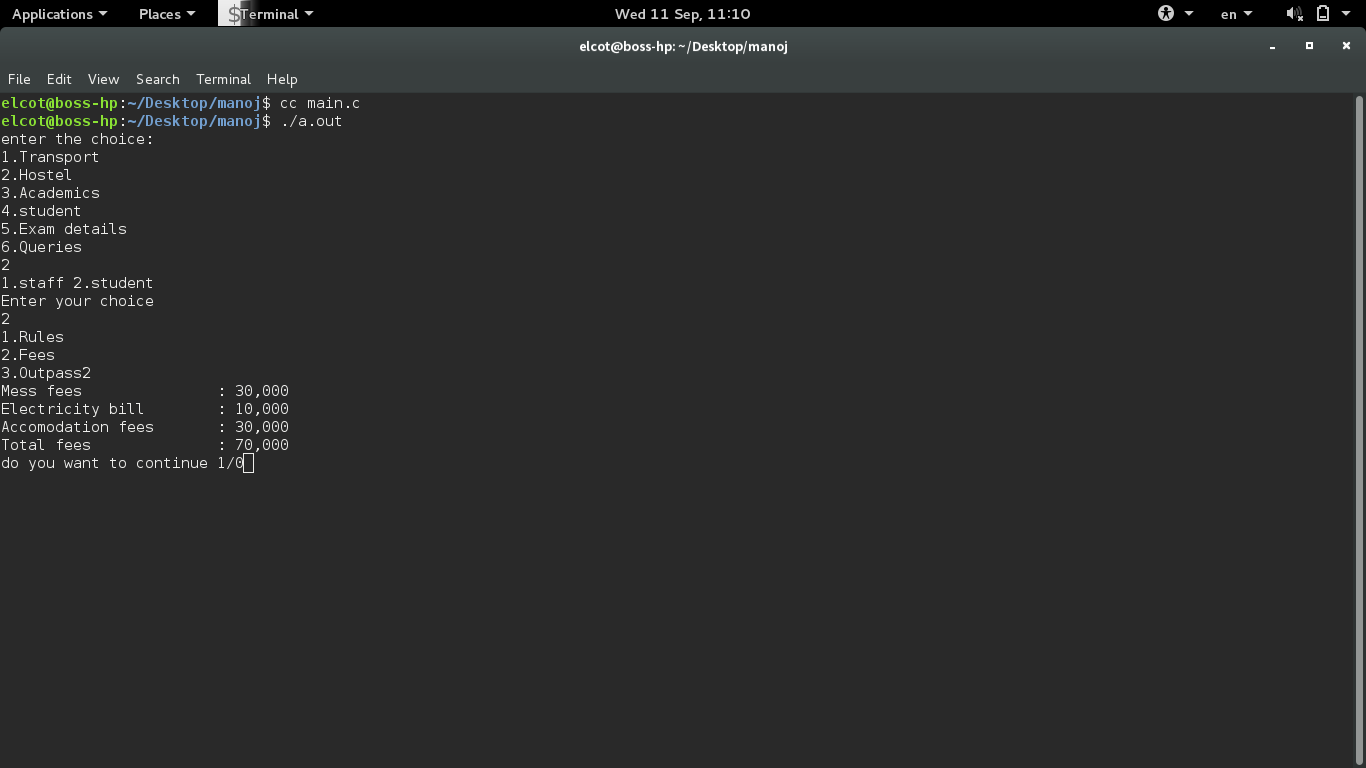 Applications Places $ Terminal Wed 11 Sep, 11:10 en
elcot@boss-hp: ~/Desktop/manoj
File Edit View Search Terminal Help
elcot@boss-hp:~/Desktop/manoj$ cc main.c
elcot@boss-hp:~/Desktop/manoj$ ./a.out
enter the choice:
1.Transport
2.Hostel
3.Academics
4.student
5.Exam details
6.Queries
2
1.staff 2.student
Enter your choice
2
1.Rules
2.Fees
3.Outpass2
Mess fees : 30,000
Electricity bill : 10,000
Accomodation fees : 30,000
Total fees : 70,000
do you want to continue 1/0